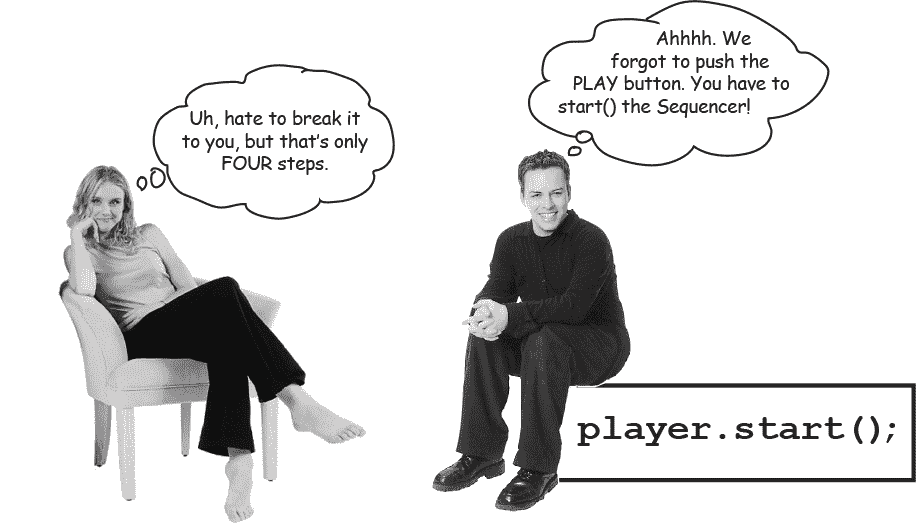 Uh, hate to break it
to you, but that's only
FOUR steps.
Ahhhh. We
forgot to push the
PLAY button. You have to
start() the Sequencer!
player.start();